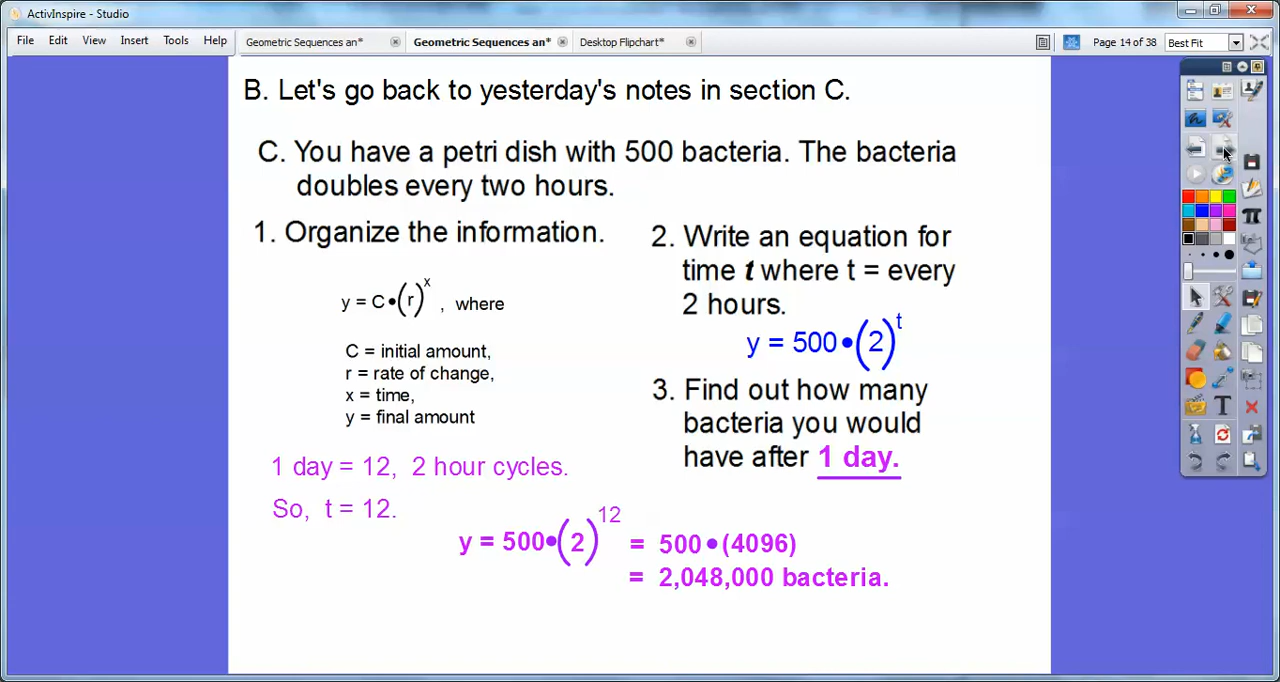 ActivInspire - Studio
File Edit View Insert Tools Help
Geometric Sequences an* Geometric Sequences an* Desktop Flipchart*
Page 14 of 38 Best Fit
B. Let's go back to yesterday's notes in section C.
C. You have a petri dish with 500 bacteria. The bacteria
doubles every two hours.
1. Organize the information.
y = C•(r)^x , where
C = initial amount,
r = rate of change,
x = time,
y = final amount
1 day = 12, 2 hour cycles.
So, t = 12.
2. Write an equation for
time t where t = every
2 hours.
y = 500•(2)^t
3. Find out how many
bacteria you would
have after 1 day.
y = 500•(2)^12 = 500•(4096)
= 2,048,000 bacteria.